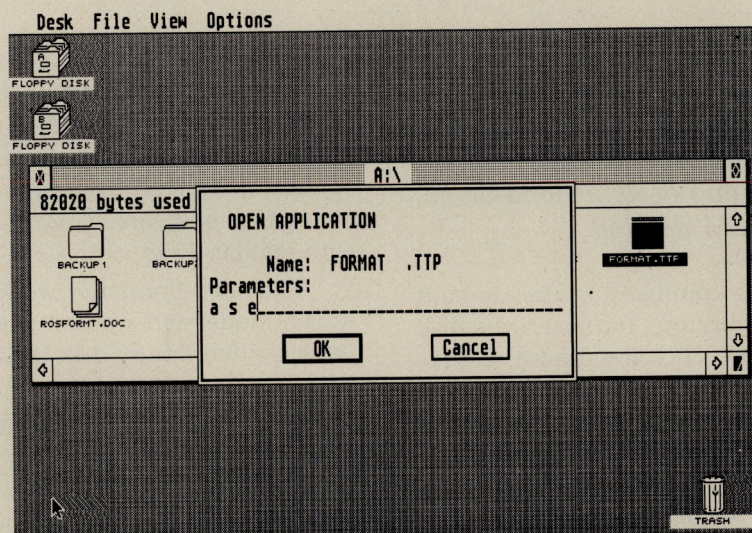 Desk File View Options
FLOPPY DISK
FLOPPY DISK
A:\
82020 bytes used
BACKUP1
BACKUP2
ROSFORMT.DOC
FORMAT.TTP
OPEN APPLICATION
Name: FORMAT .TTP
Parameters:
a s e
OK
Cancel
TRASH